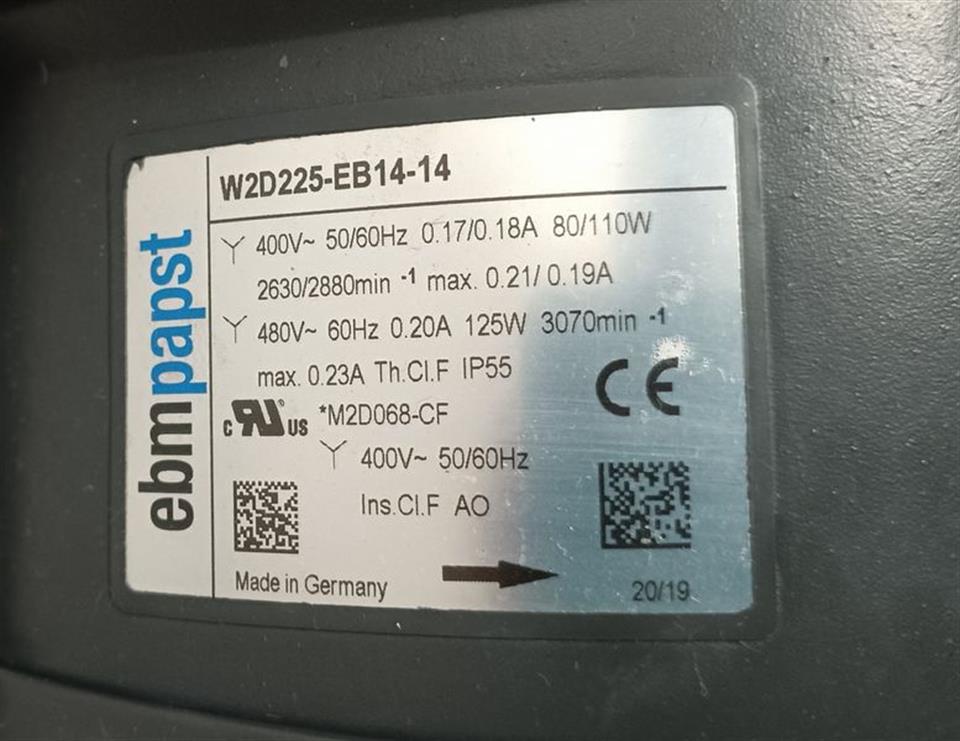 ebmpapst
W2D225-EB14-14
Y 400V~ 50/60Hz 0.17/0.18A 80/110W
2630/2880min -1 max. 0.21/ 0.19A
Y 480V~ 60Hz 0.20A 125W 3070min -1
max. 0.23A Th.Cl.F IP55
CE
c RU US *M2D068-CF
Y 400V~ 50/60Hz
Ins.Cl.F AO
Made in Germany
20/19